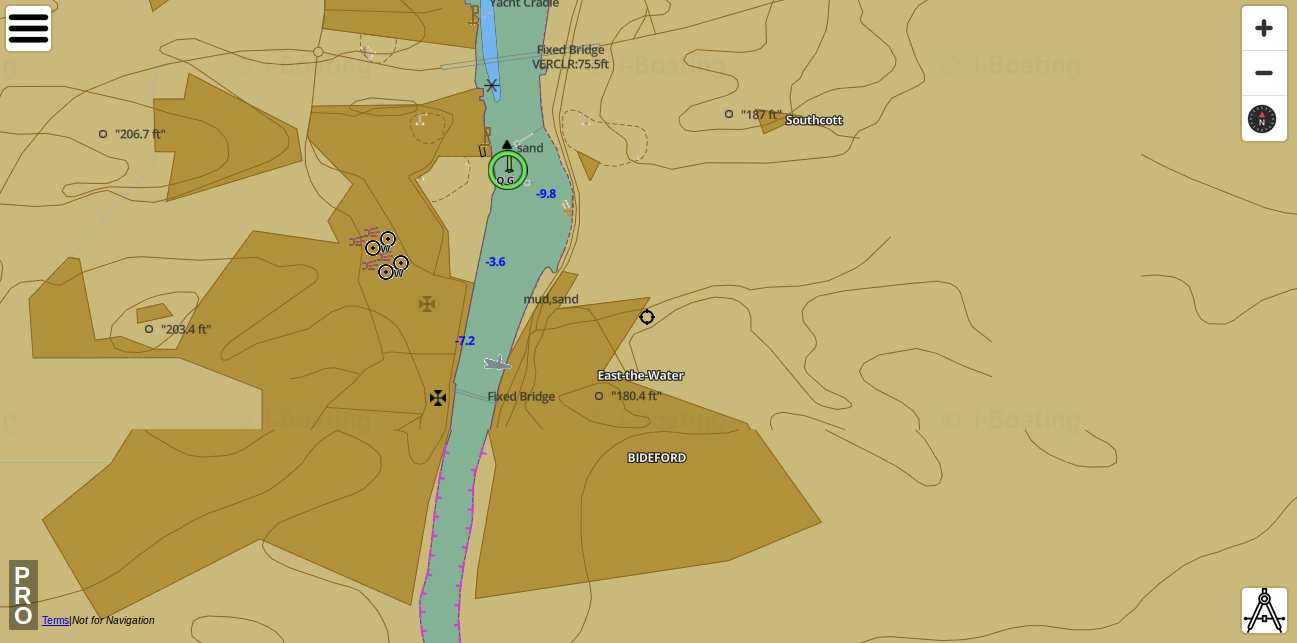 Yacht Cradle
Fixed Bridge
VERCLR:75.5ft
© i-Boating
i-Boating
© i-Boating
g
"206.7 ft"
"187 ft"
Southcott
sand
Q.G.
-9.8
W
W
-3.6
mud,sand
"203.4 ft"
-7.2
East-the-Water
Fixed Bridge
"180.4 ft"
g
© i-Boating
© i-Boating
© i-Boating
BIDEFORD
N
PRO
Terms|Not for Navigation